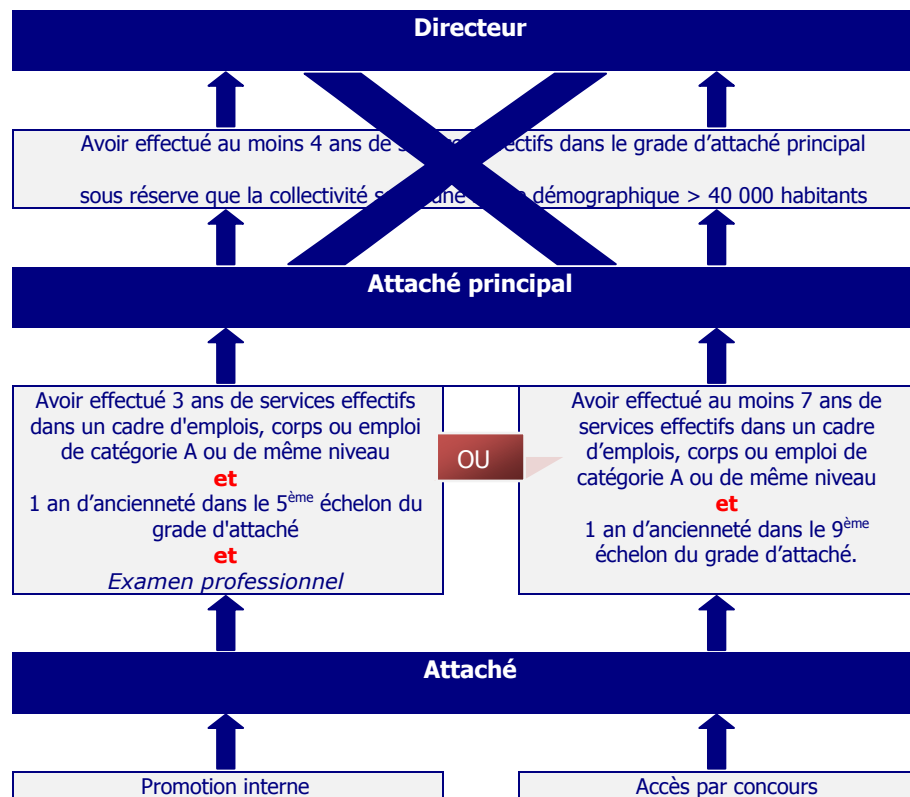 Directeur
Avoir effectué au moins 4 ans de s ectifs dans le grade d'attaché principal
sous réserve que la collectivité s une démographique > 40 000 habitants
Attaché principal
Avoir effectué 3 ans de services effectifs
dans un cadre d'emplois, corps ou emploi
de catégorie A ou de même niveau
et
1 an d'ancienneté dans le 5ème échelon du
grade d'attaché
et
Examen professionnel
OU
Avoir effectué au moins 7 ans de
services effectifs dans un cadre
d'emplois, corps ou emploi de
catégorie A ou de même niveau
et
1 an d'ancienneté dans le 9ème
échelon du grade d'attaché.
Attaché
Promotion interne
Accès par concours